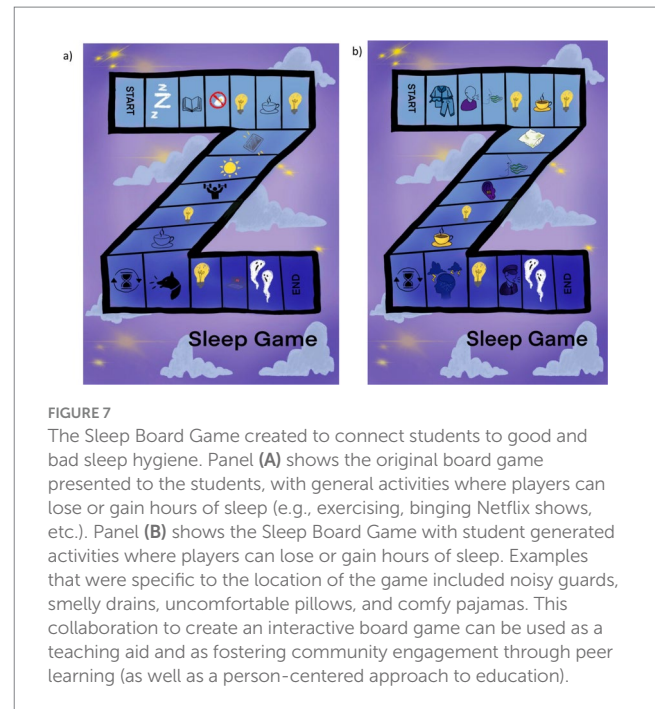 a)
b)
START
Z
Z
Z
END
Sleep Game
START
END
Sleep Game
FIGURE 7
The Sleep Board Game created to connect students to good and
bad sleep hygiene. Panel (A) shows the original board game
presented to the students, with general activities where players can
lose or gain hours of sleep (e.g., exercising, binging Netflix shows,
etc.). Panel (B) shows the Sleep Board Game with student generated
activities where players can lose or gain hours of sleep. Examples
that were specific to the location of the game included noisy guards,
smelly drains, uncomfortable pillows, and comfy pajamas. This
collaboration to create an interactive board game can be used as a
teaching aid and as fostering community engagement through peer
learning (as well as a person-centered approach to education).